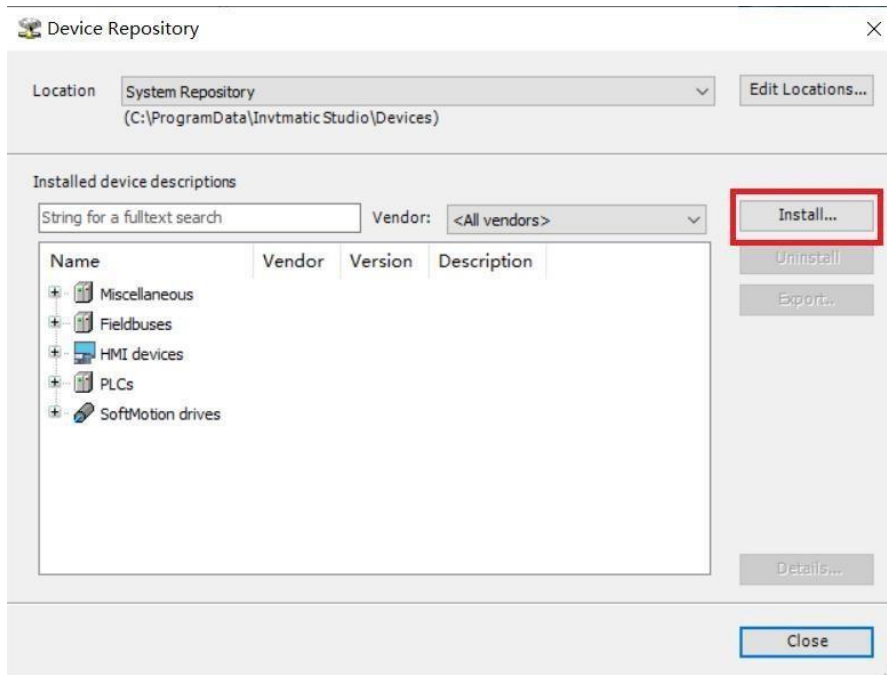 Device Repository
Location System Repository Edit Locations...
(C:\ProgramData\Invtmatic Studio\Devices)
Installed device descriptions
String for a fulltext search Vendor: <All vendors> Install...
Name Vendor Version Description Uninstall
Miscellaneous
Export..
Fieldbuses
HMI devices
PLCs
SoftMotion drives
Details...
Close